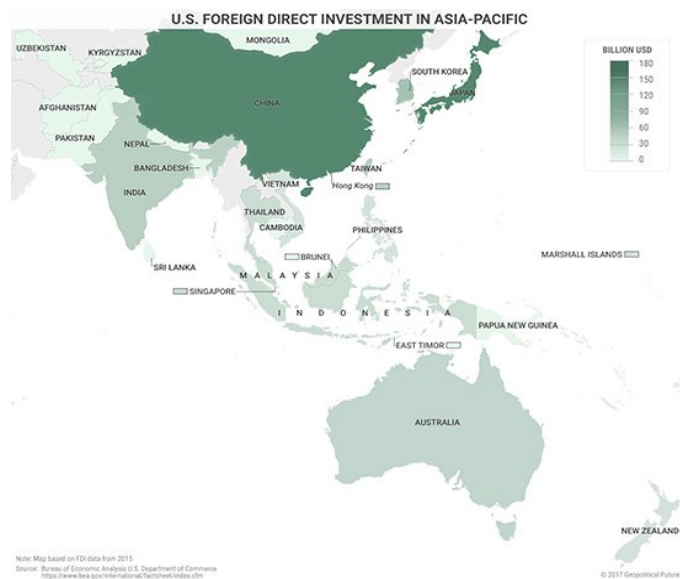 U.S. FOREIGN DIRECT INVESTMENT IN ASIA-PACIFIC
MONGOLIA
UZBEKISTAN
KYRGYZSTAN
BILLION USD
180
150
120
90
60
30
0
SOUTH KOREA
JAPAN
CHINA
AFGHANISTAN
PAKISTAN
NEPAL
BANGLADESH
TAIWAN
VIETNAM
Hong Kong
INDIA
THAILAND
CAMBODIA
PHILIPPINES
MARSHALL ISLANDS
BRUNEI
SRI LANKA
MALAYSIA
SINGAPORE
INDONESIA
PAPUA NEW GUINEA
EAST TIMOR
AUSTRALIA
NEW ZEALAND
Note: Map based on FDI data from 2015
Source: Bureau of Economic Analysis U.S. Department of Commerce
https://www.bea.gov/international/factsheet/index.cfm
© 2017 Geopolitical Future